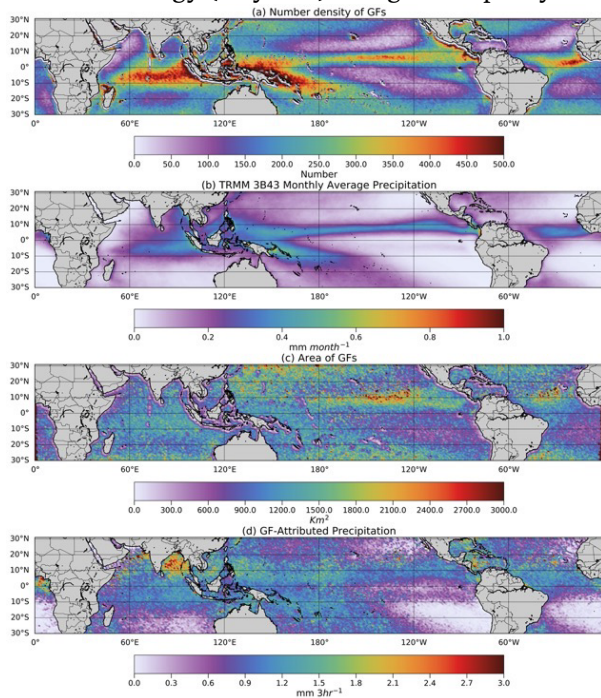 (a) Number density of GFs
30°N
20°N
10°N
0°
10°S
20°S
30°S
0° 60°E 120°E 180° 120°W 60°W 0°
0.0 50.0 100.0 150.0 200.0 250.0 300.0 350.0 400.0 450.0 500.0
Number
(b) TRMM 3B43 Monthly Average Precipitation
30°N
20°N
10°N
0°
10°S
20°S
30°S
0° 60°E 120°E 180° 120°W 60°W 0°
0.0 0.2 0.4 0.6 0.8 1.0
mm month⁻¹
(c) Area of GFs
30°N
20°N
10°N
0°
10°S
20°S
30°S
0° 60°E 120°E 180° 120°W 60°W 0°
0.0 300.0 600.0 900.0 1200.0 1500.0 1800.0 2100.0 2400.0 2700.0 3000.0
Km²
(d) GF-Attributed Precipitation
30°N
20°N
10°N
0°
10°S
20°S
30°S
0° 60°E 120°E 180° 120°W 60°W 0°
0.0 0.3 0.6 0.9 1.2 1.5 1.8 2.1 2.4 2.7 3.0
mm 3hr⁻¹